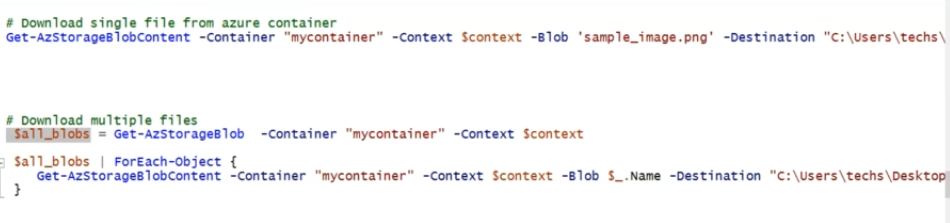 # Download single file from azure container
Get-AzStorageBlobContent -Container "mycontainer" -Context $context -Blob 'sample_image.png' -Destination "C:\Users\techs\
# Download multiple files
$all_blobs = Get-AzStorageBlob  -Container "mycontainer" -Context $context
$all_blobs | ForEach-Object {
Get-AzStorageBlobContent -Container "mycontainer" -Context $context -Blob $_.Name -Destination "C:\Users\techs\Desktop
}